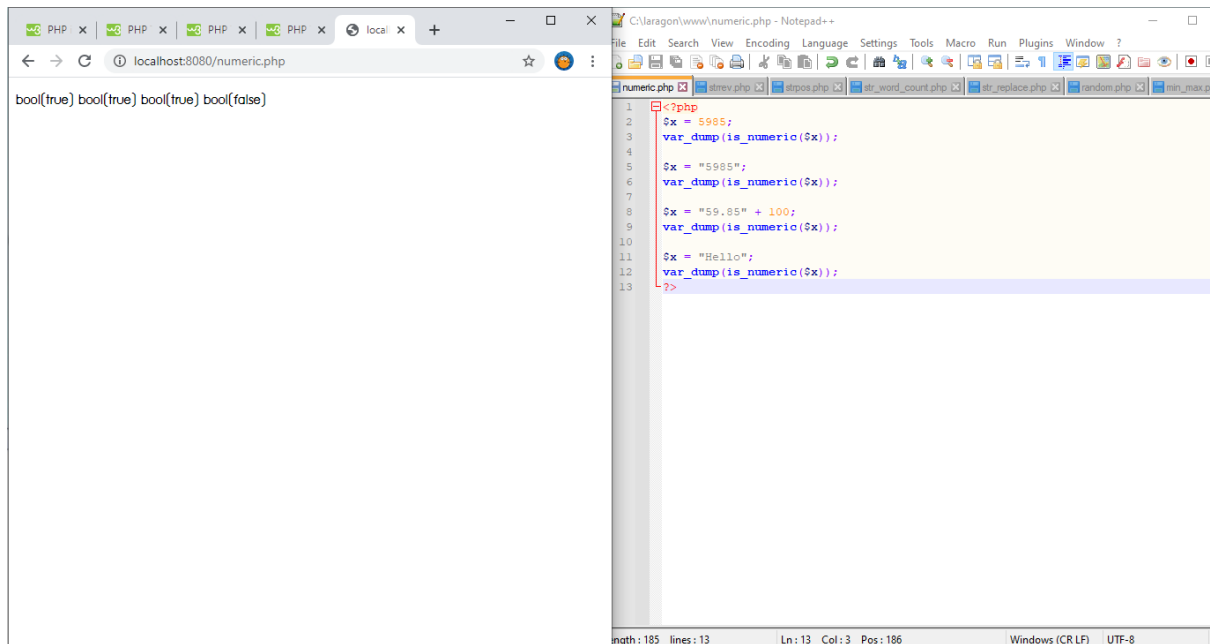 PHP
PHP
PHP
PHP
local
localhost:8080/numeric.php
bool(true) bool(true) bool(true) bool(false)
C:\laragon\www\numeric.php - Notepad++
File Edit Search View Encoding Language Settings Tools Macro Run Plugins Window ?
numeric.php strrev.php strpos.php str_word_count.php str_replace.php random.php min_max.p
1 <?php
2 $x = 5985;
3 var_dump(is_numeric($x));
4
5 $x = "5985";
6 var_dump(is_numeric($x));
7
8 $x = "59.85" + 100;
9 var_dump(is_numeric($x));
10
11 $x = "Hello";
12 var_dump(is_numeric($x));
13 ?>
ength : 185 lines : 13 Ln : 13 Col : 3 Pos : 186 Windows (CR LF) UTF-8